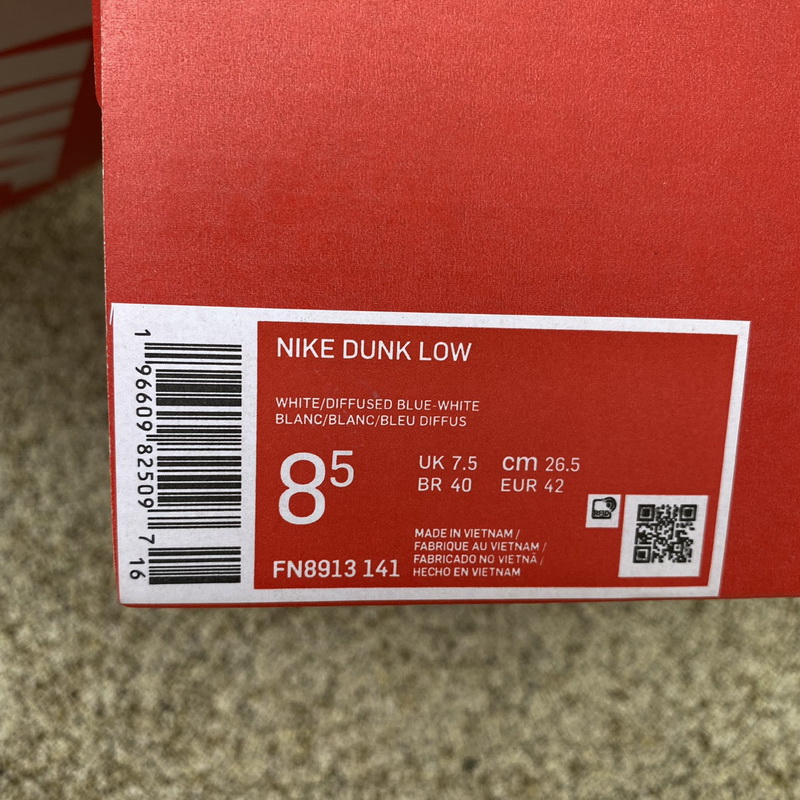 NIKE DUNK LOW
WHITE/DIFFUSED BLUE-WHITE
BLANC/BLANC/BLEU DIFFUS
8 5
UK 7.5 cm 26.5
BR 40 EUR 42
MADE IN VIETNAM /
FABRIQUE AU VIETNAM /
FABRICADO NO VIETNÃ /
HECHO EN VIETNAM
FN8913 141
1 96609 82509 7 16